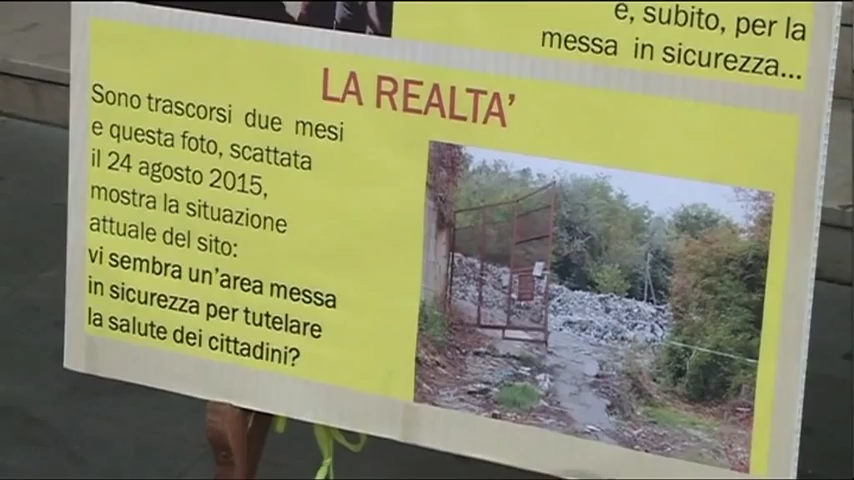 e, subito, per la
messa in sicurezza...
LA REALTA'
Sono trascorsi due mesi
e questa foto, scattata
il 24 agosto 2015,
mostra la situazione
attuale del sito:
vi sembra un'area messa
in sicurezza per tutelare
la salute dei cittadini?